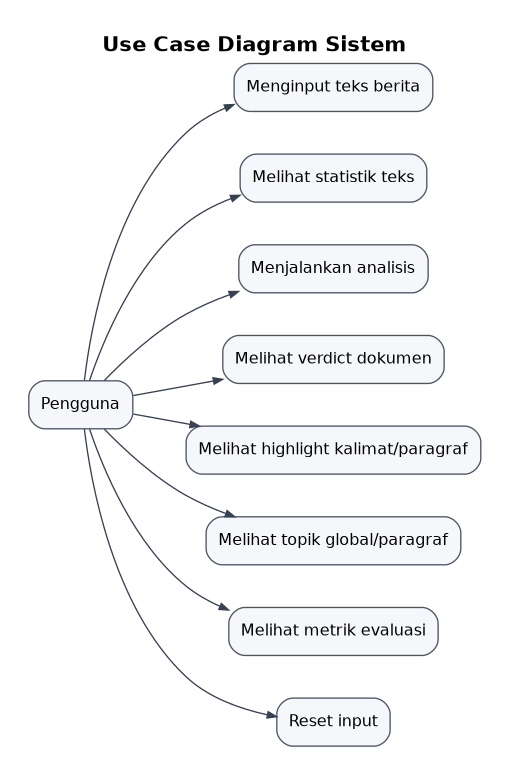 Use Case Diagram Sistem
Menginput teks berita
Melihat statistik teks
Menjalankan analisis
Melihat verdict dokumen
Pengguna
Melihat highlight kalimat/paragraf
Melihat topik global/paragraf
Melihat metrik evaluasi
Reset input